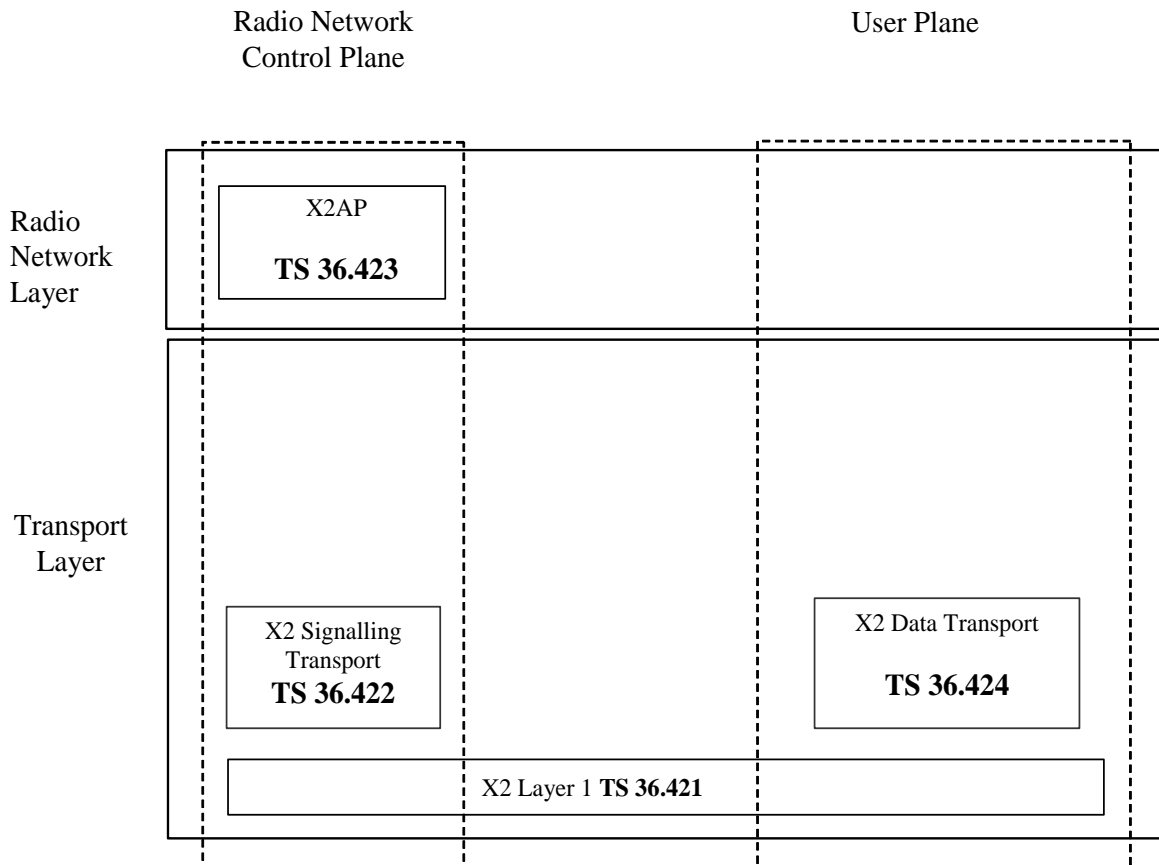 Radio Network
Control Plane
User Plane
Radio
Network
Layer
X2AP
TS 36.423
Transport
Layer
X2 Signalling
Transport
TS 36.422
X2 Data Transport
TS 36.424
X2 Layer 1 TS 36.421